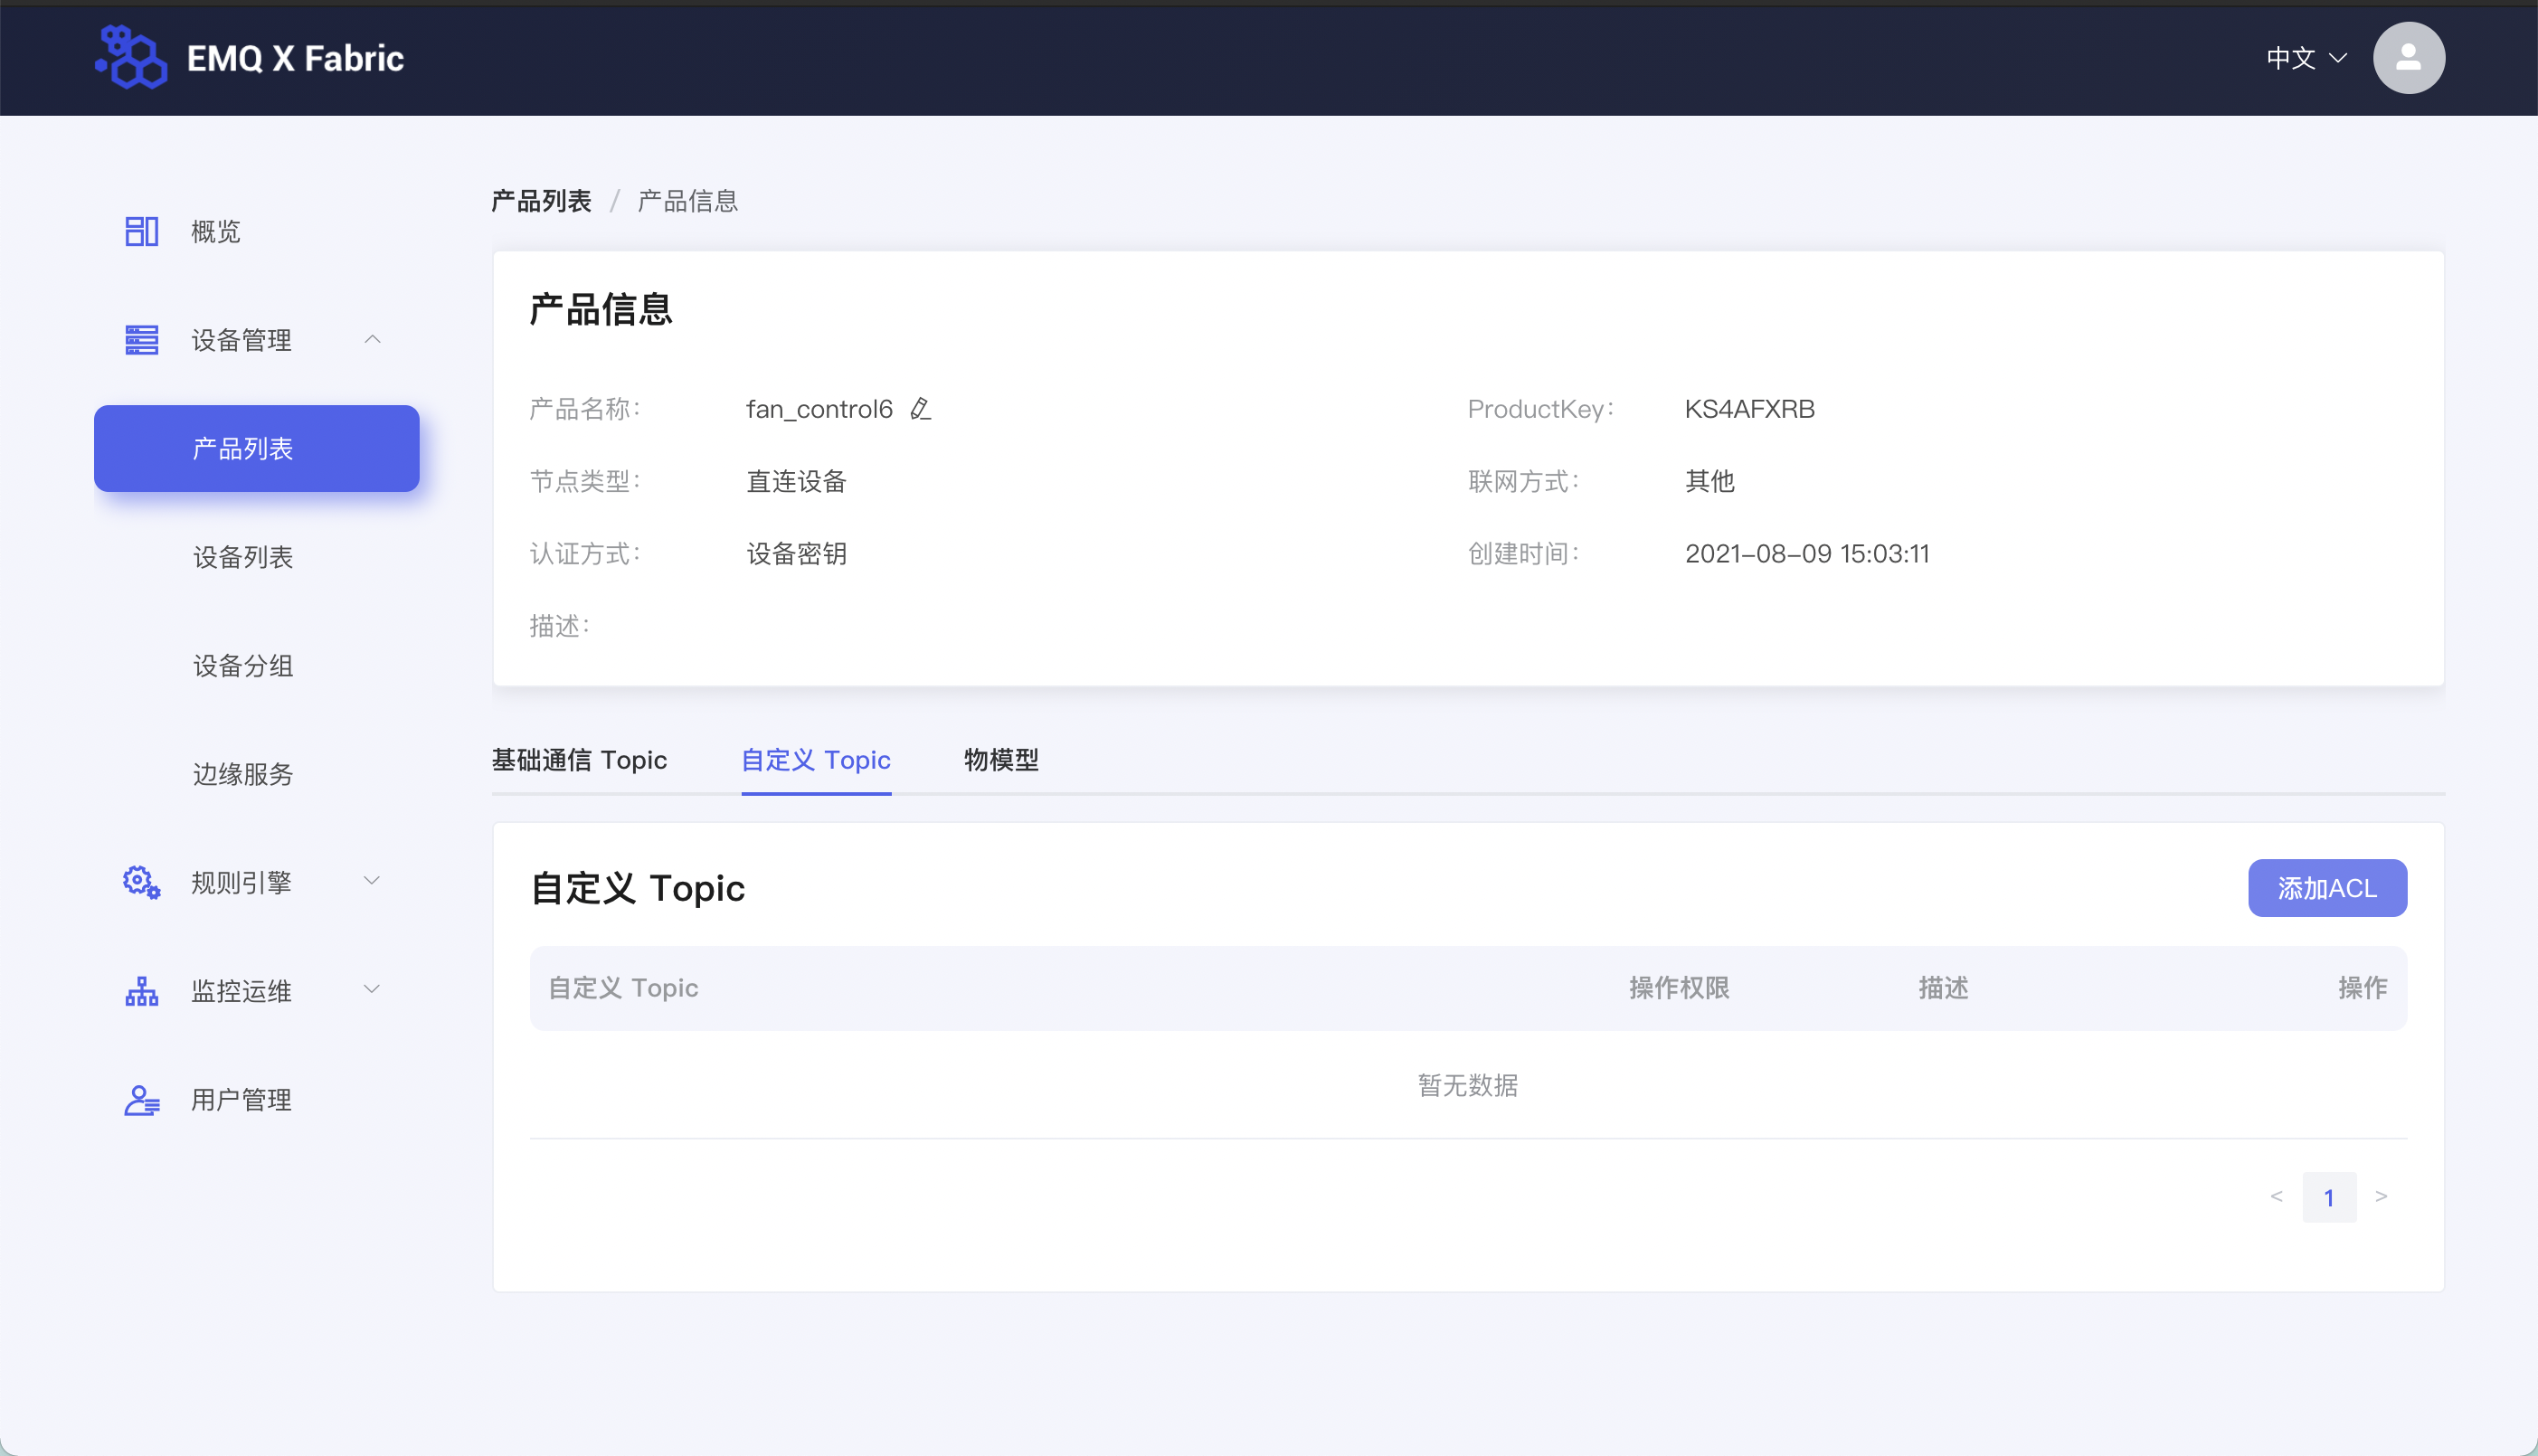 EMQ X Fabric
中文
概览
设备管理
产品列表
设备列表
设备分组
边缘服务
规则引擎
监控运维
用户管理
产品列表 / 产品信息
产品信息
产品名称： fan_control6 ProductKey： KS4AFXRB
节点类型： 直连设备 联网方式： 其他
认证方式： 设备密钥 创建时间： 2021-08-09 15:03:11
描述：
基础通信 Topic 自定义 Topic 物模型
自定义 Topic 添加ACL
自定义 Topic 操作权限 描述 操作
暂无数据
< 1 >